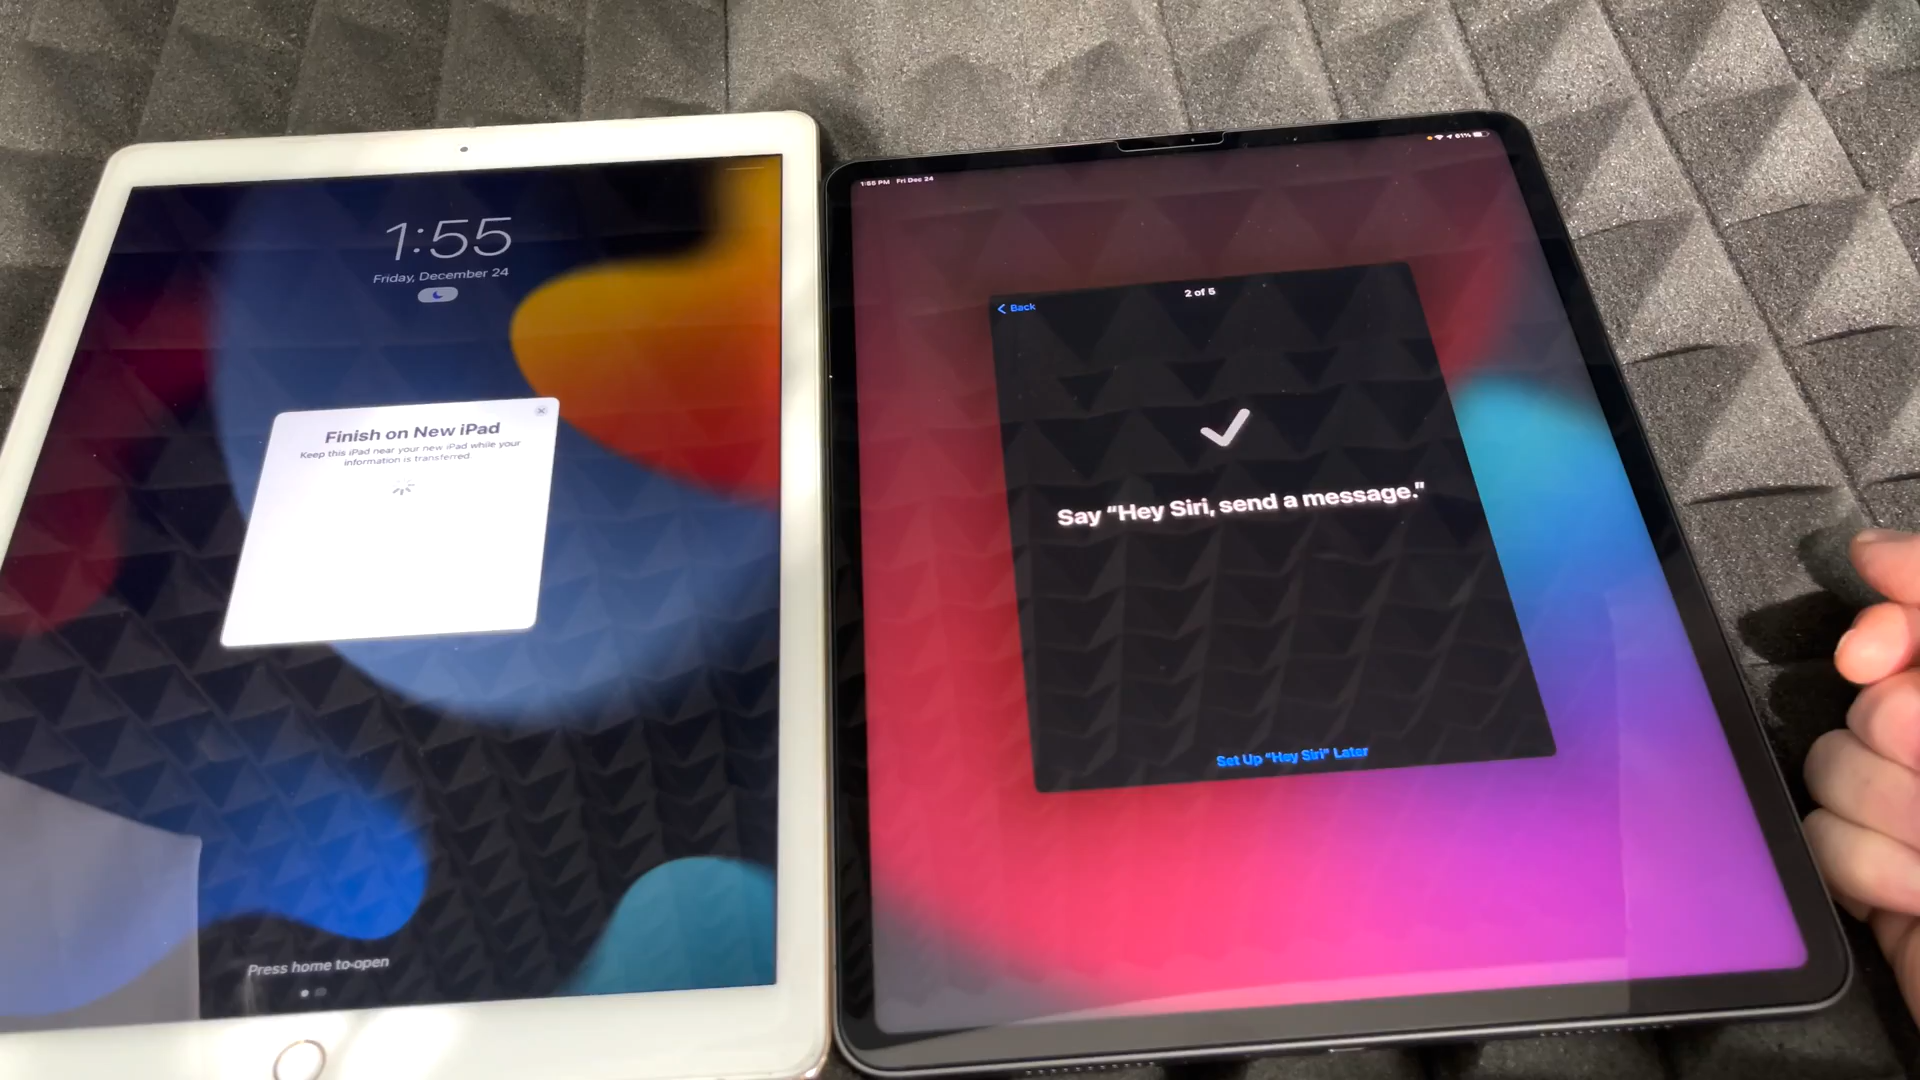 1:55
Friday, December 24
Finish on New iPad
Keep this iPad near your new iPad while your
information is transferred.
Press home to open
1:55 PM Fri Dec 24
61%
Back
2 of 5
Say “Hey Siri, send a message.”
Set Up “Hey Siri” Later